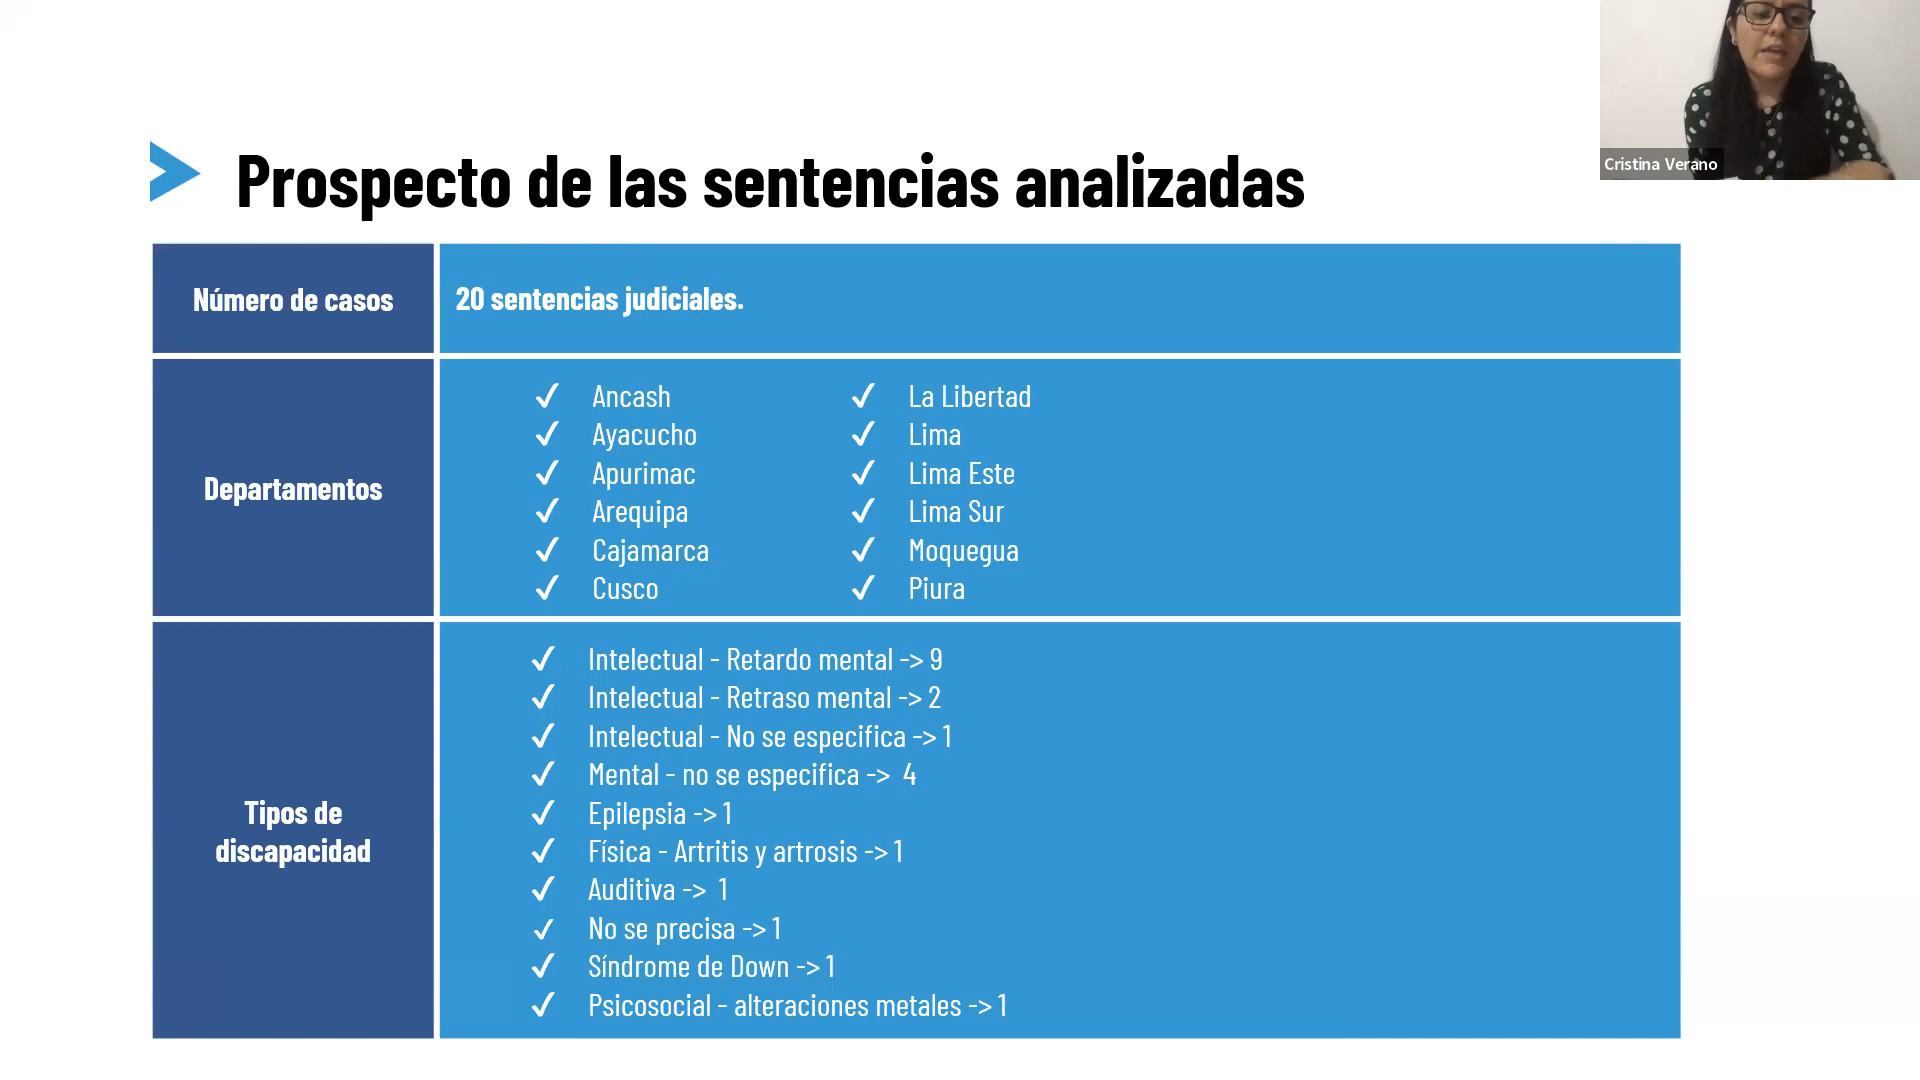 Cristina Verano
Prospecto de las sentencias analizadas
Número de casos
20 sentencias judiciales.
Departamentos
✓ Ancash
✓ Ayacucho
✓ Apurimac
✓ Arequipa
✓ Cajamarca
✓ Cusco
✓ La Libertad
✓ Lima
✓ Lima Este
✓ Lima Sur
✓ Moquegua
✓ Piura
Tipos de
discapacidad
✓ Intelectual - Retardo mental -> 9
✓ Intelectual - Retraso mental -> 2
✓ Intelectual - No se especifica -> 1
✓ Mental - no se especifica -> 4
✓ Epilepsia -> 1
✓ Física - Artritis y artrosis -> 1
✓ Auditiva -> 1
✓ No se precisa -> 1
✓ Síndrome de Down -> 1
✓ Psicosocial - alteraciones metales -> 1